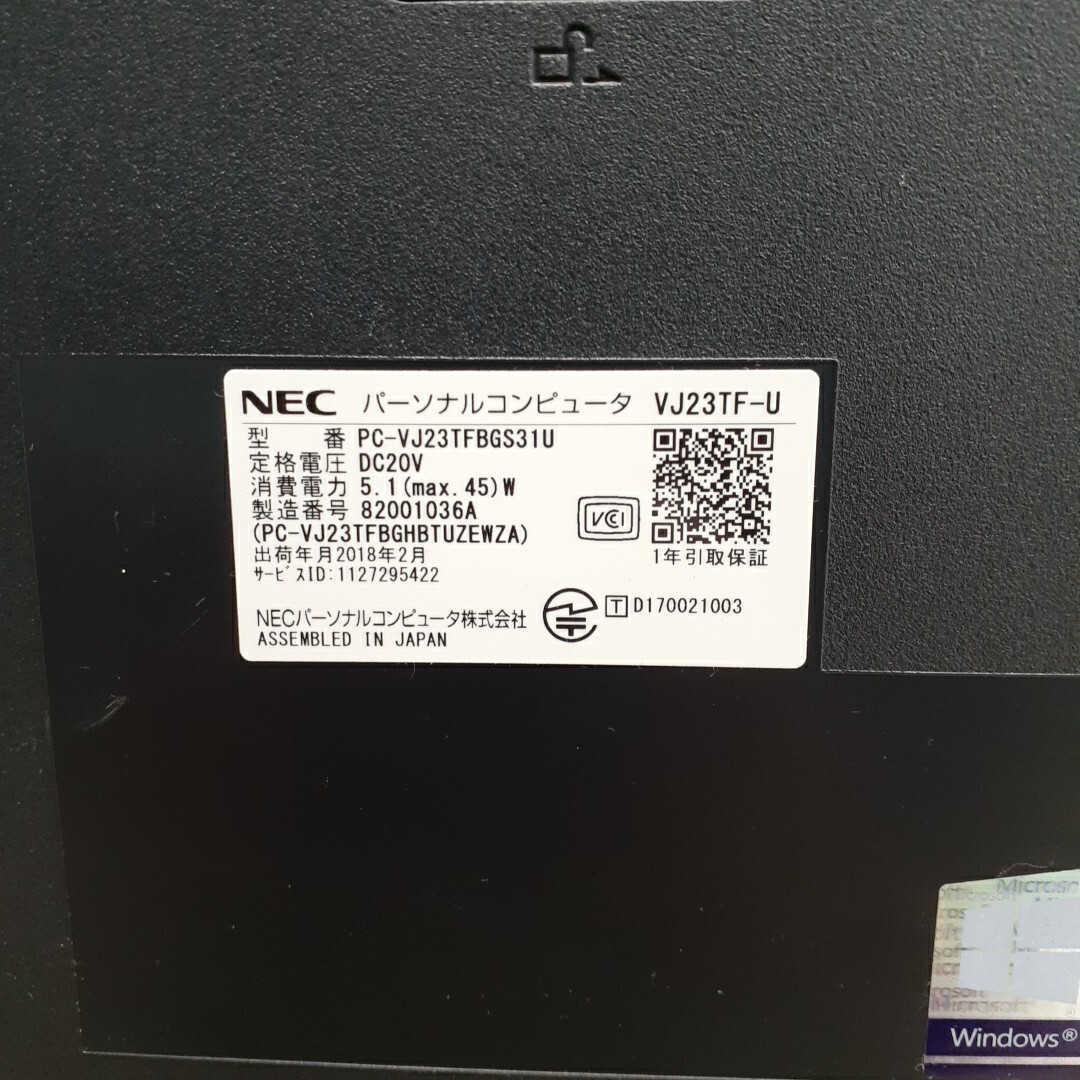 NEC パーソナルコンピュータ VJ23TF-U
型 番 PC-VJ23TFBGS31U
定格電圧 DC20V
消費電力 5.1(max.45)W
製造番号 82001036A
(PC-VJ23TFBGHBTUZEWZA)
出荷年月2018年2月
サービスID:1127295422
VCCI
1年引取保証
NECパーソナルコンピュータ株式会社
T D170021003
ASSEMBLED IN JAPAN
Microsoft
Windows®